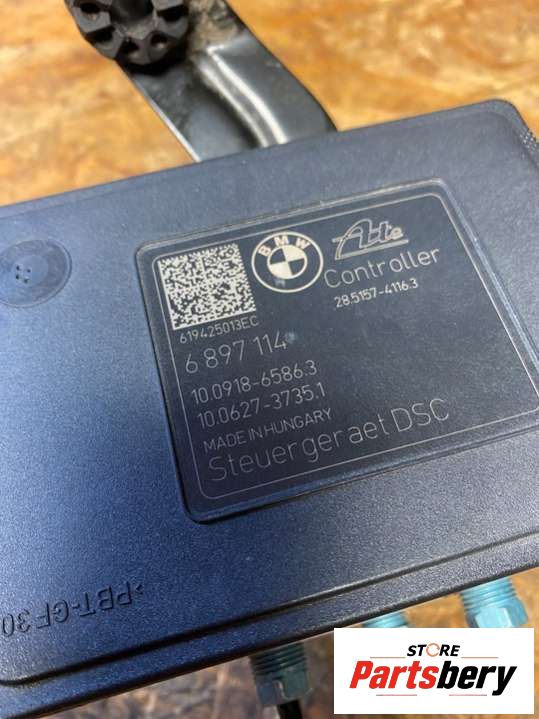 BMW
Ate
Controller
28.5157-4116.3
619425013EC
6 897 114
10.0918-6586.3
10.0627-3735.1
MADE IN HUNGARY
Steuergeraet DSC
>PBT-GF30
STORE
Partsbery